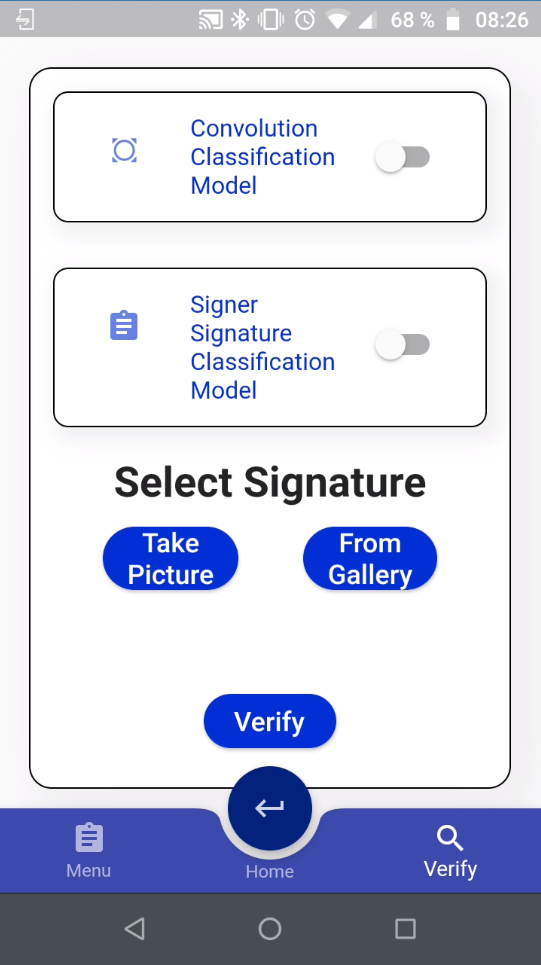 68 % 08:26
Convolution
Classification
Model
Signer
Signature
Classification
Model
Select Signature
Take
Picture
From
Gallery
Verify
Menu
Home
Verify